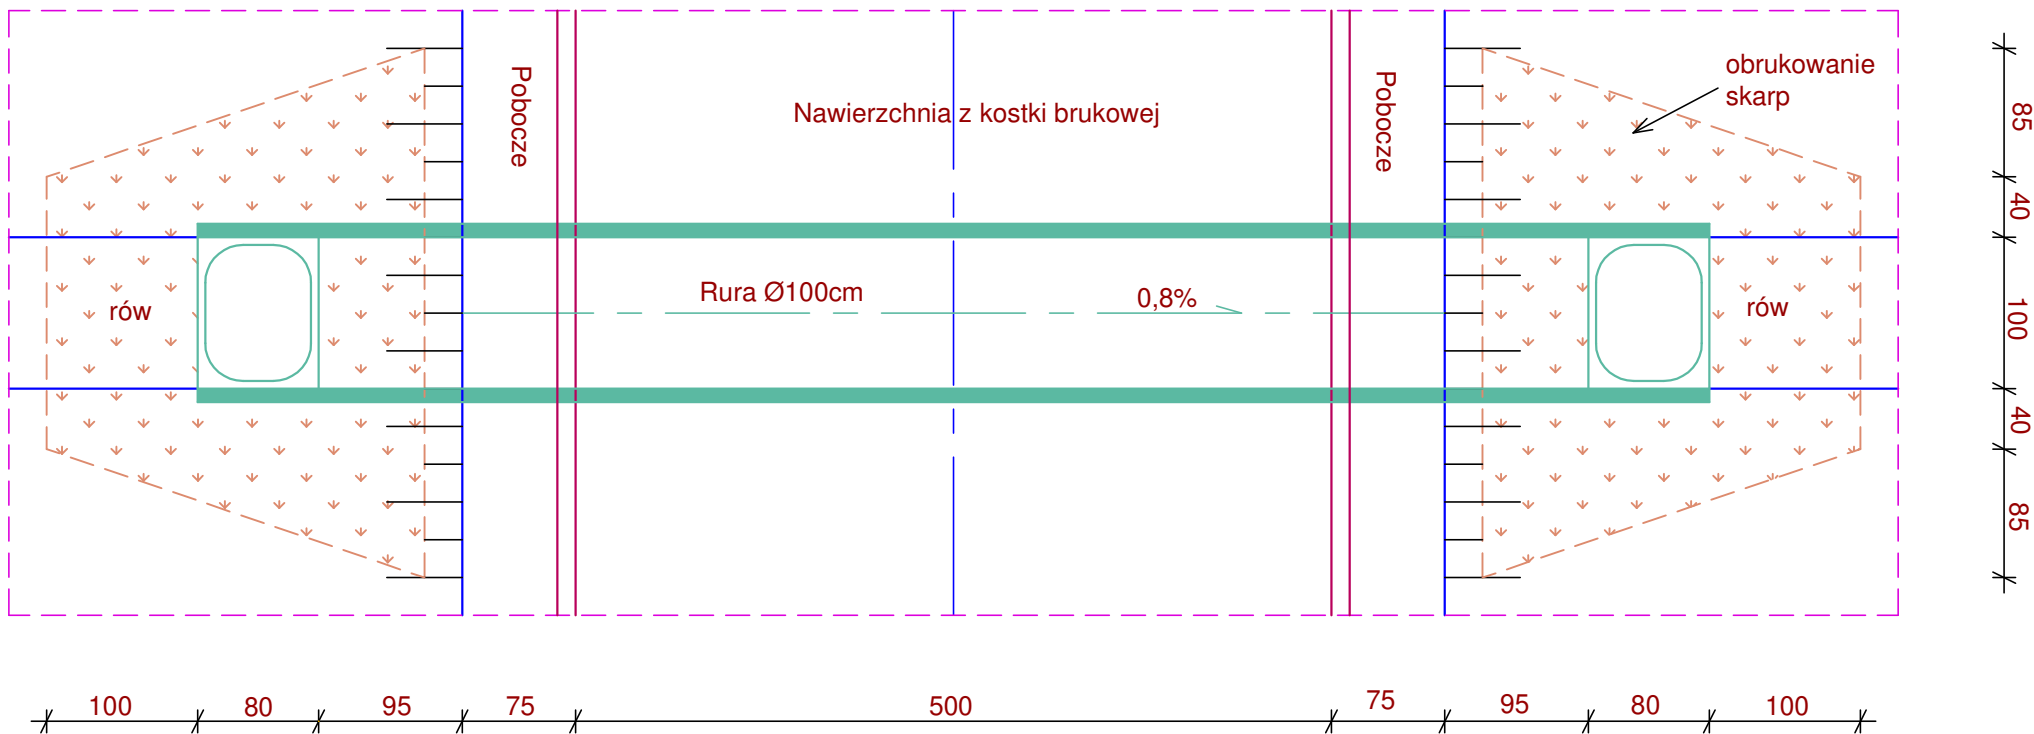 Pobocze
Nawierzchnia z kostki brukowej
Pobocze
obrukowanie
skarp
85
40
rów
Rura Ø100cm
0,8%
rów
100
40
85
100
80
95
75
500
75
95
80
100